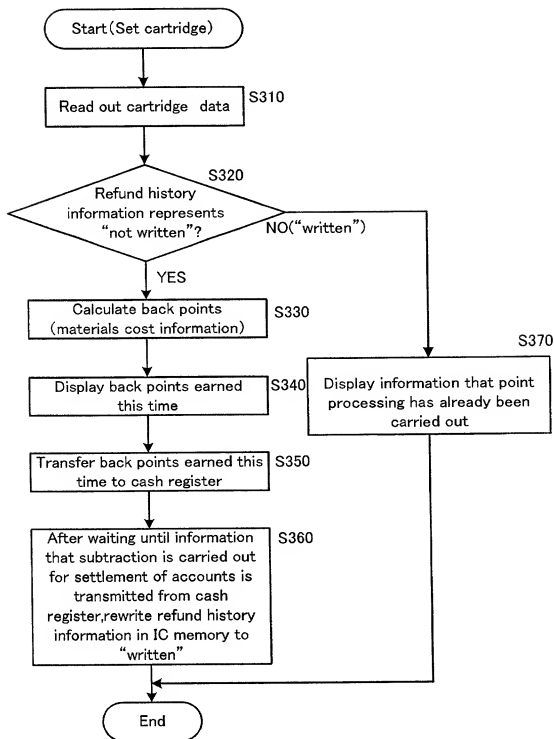 Start(Set cartridge)
S310
Read out cartridge data
S320
Refund history
information represents
“not written”?
NO(“written”)
YES
Calculate back points
(materials cost information)
S330
S370
Display back points earned
this time
S340
Display information that point
processing has already been
carried out
Transfer back points earned this
time to cash register
S350
After waiting until information
that subtraction is carried out
for settlement of accounts is
transmitted from cash
register,rewrite refund history
information in IC memory to
“written”
S360
End